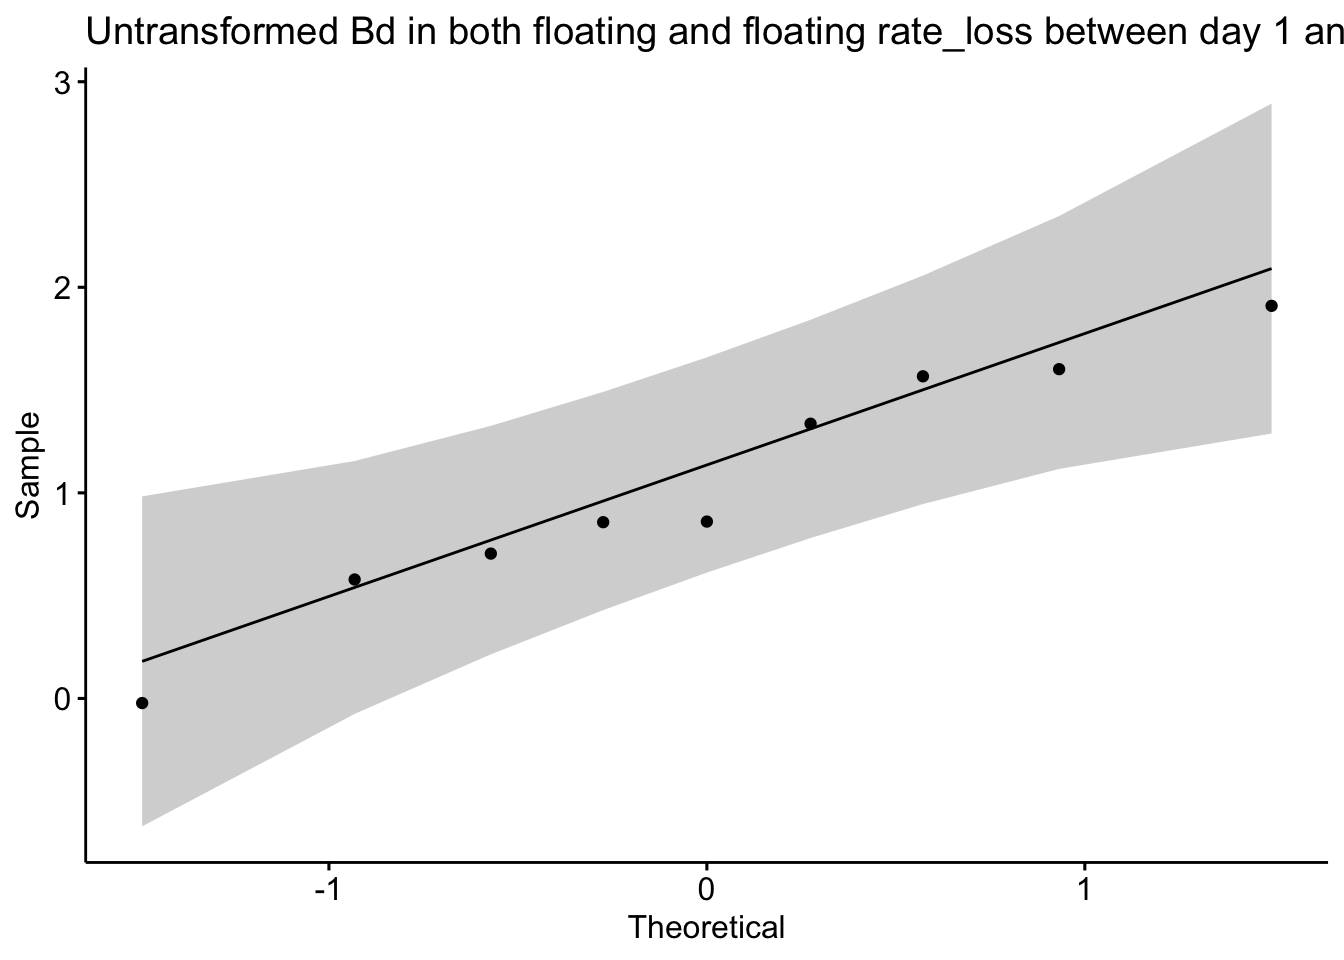 Untransformed Bd in both floating and floating rate_loss between day 1 an
3
2
1
0
Sample
-1
0
1
Theoretical